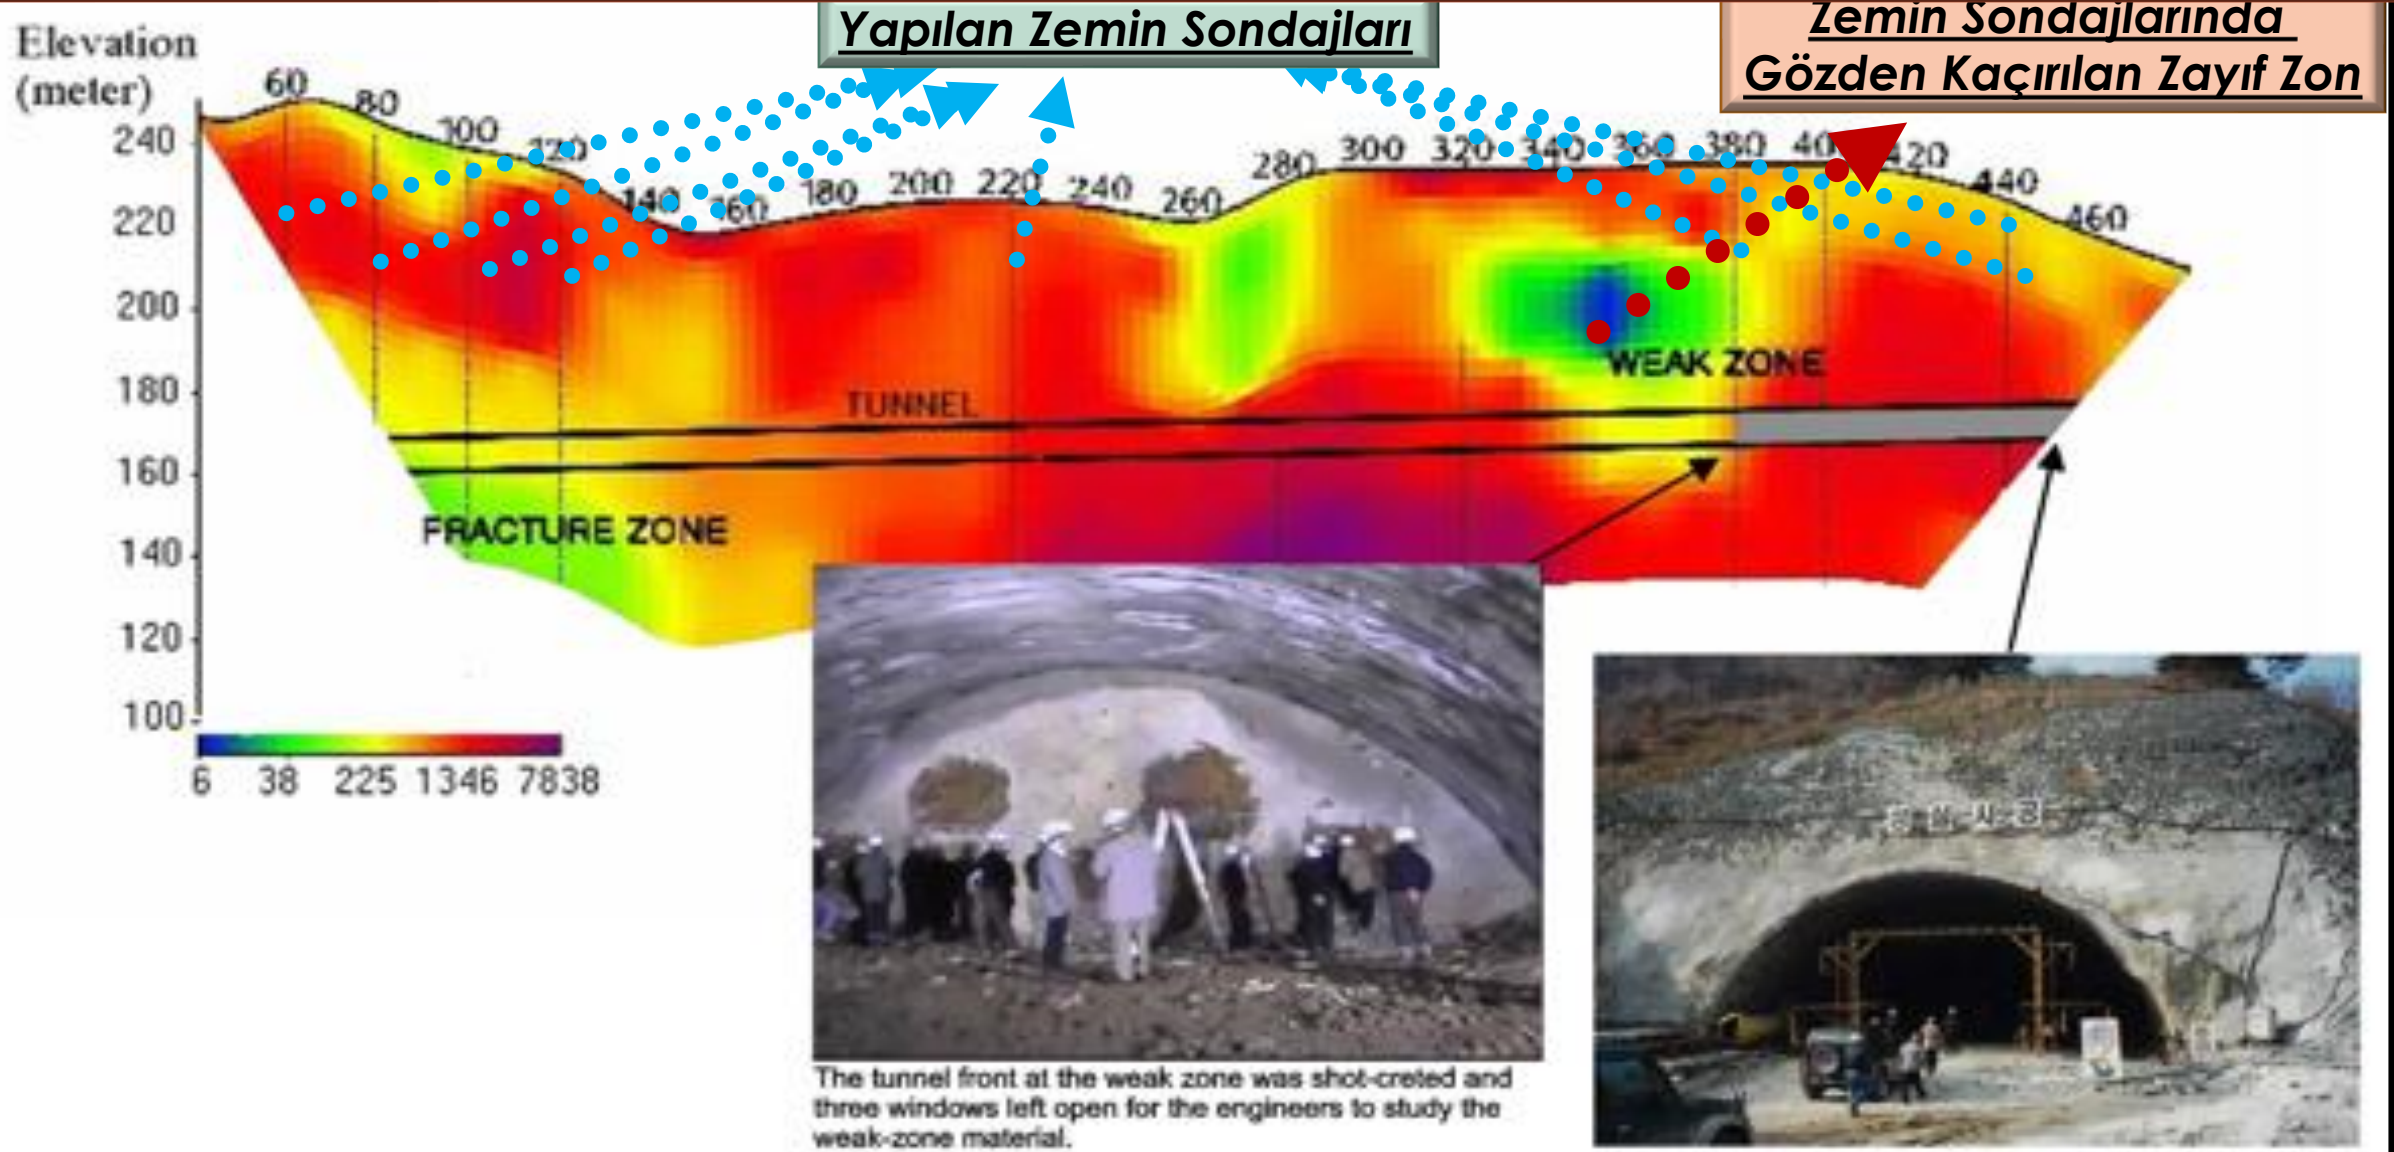 Yapılan Zemin Sondajları
Zemin Sondajlarında
Gözden Kaçırılan Zayıf Zon
Elevation
(meter)
60
80
100
120
140
160
180
200
220
240
260
280
300
320
340
360
380
400
420
440
460
240
220
200
180
160
140
120
100
TUNNEL
WEAK ZONE
FRACTURE ZONE
6 38 225 1346 7838
The tunnel front at the weak zone was shot-creted and
three windows left open for the engineers to study the
weak-zone material.